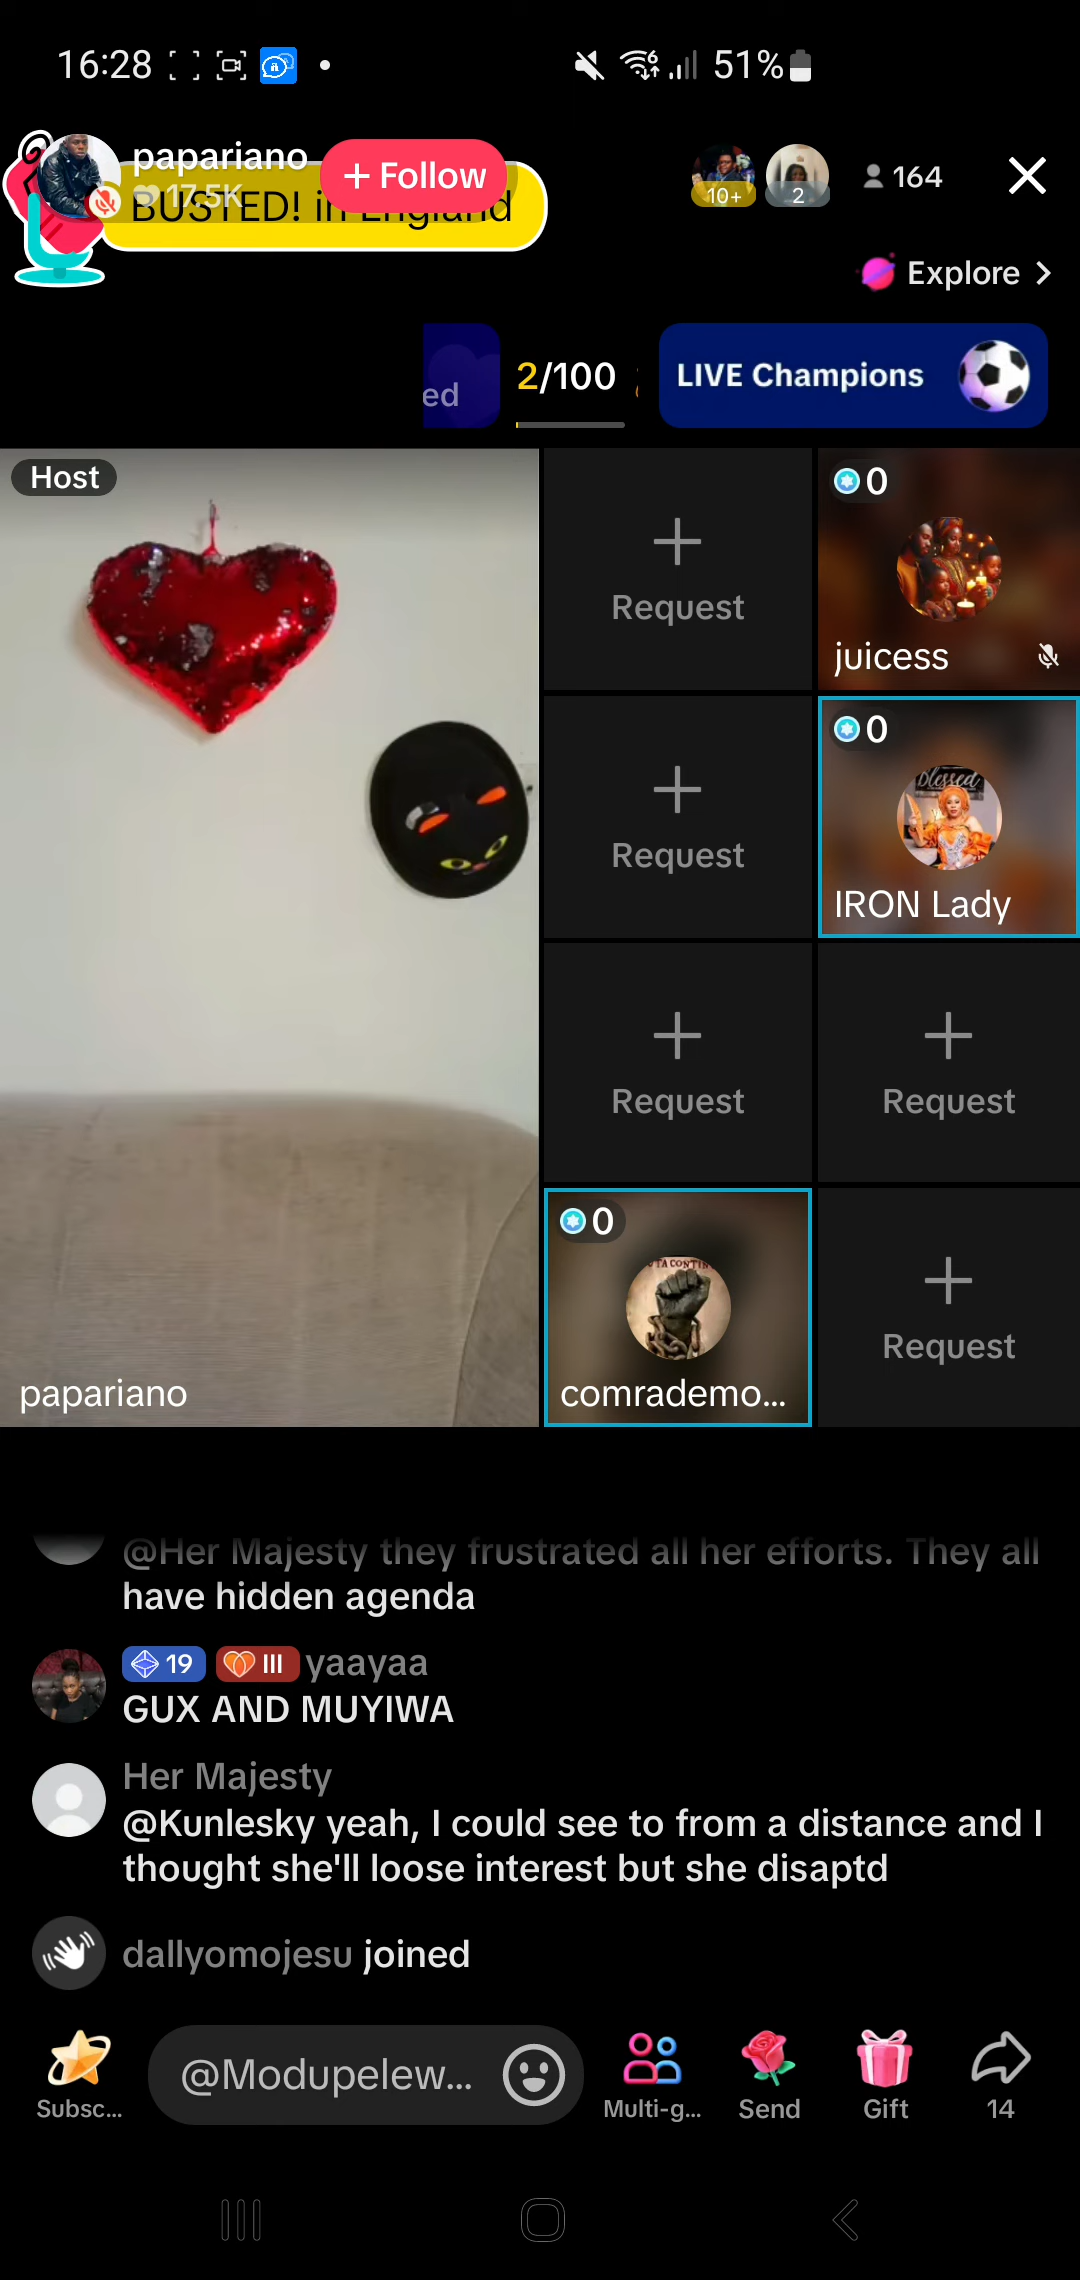 16:28
51%
papariano
17.5K
+ Follow
BUSTED! in England
10+
2
164
Explore
ed
2/100
LIVE Champions
Host
0
Request
juicess
0
Blessed
Request
IRON Lady
Request
Request
0
Request
papariano
comrademo...
@Her Majesty they frustrated all her efforts. They all
have hidden agenda
19
III
yaayaa
GUX AND MUYIWA
Her Majesty
@Kunlesky yeah, I could see to from a distance and I
thought she'll loose interest but she disaptd
dallyomojesu joined
@Modupelew...
Subsc...
Multi-g...
Send
Gift
14